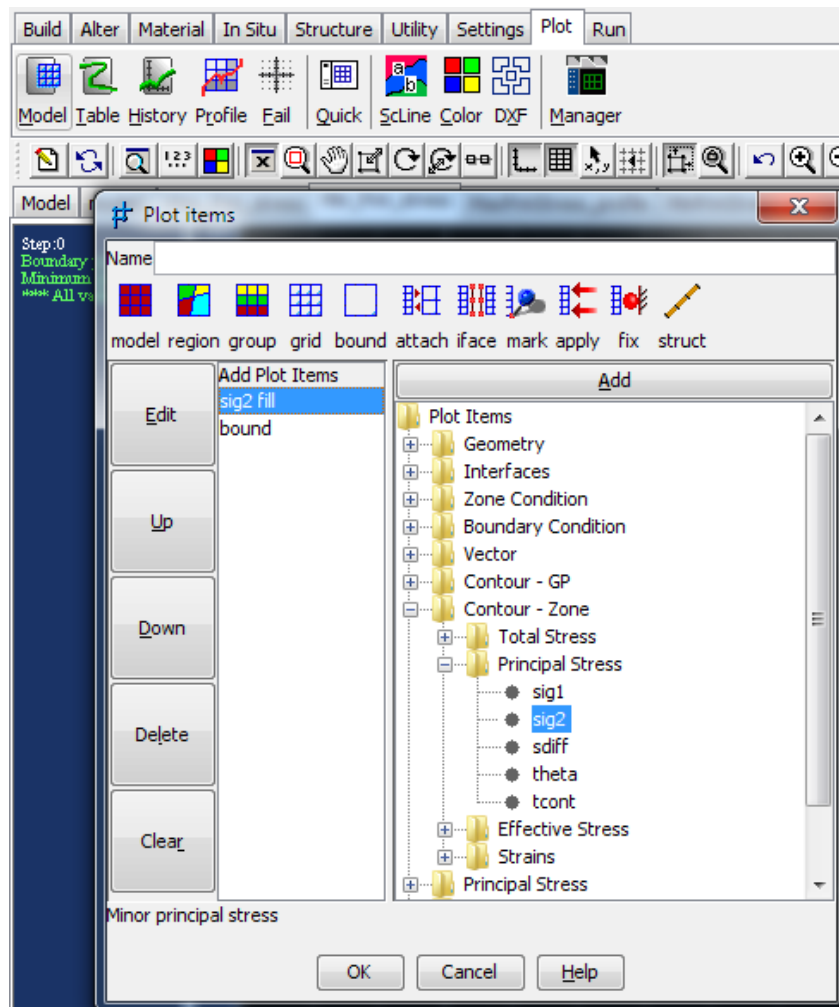 Build Alter Material In Situ Structure Utility Settings Plot Run
Model Table History Profile Fail Quick ScLine Color DXF Manager
Model
Plot items
Step:0
Boundary
Minimum
**** All va
Name
model region group grid bound attach iface mark apply fix struct
Edit
Up
Down
Delete
Clear
Add Plot Items
sig2 fill
bound
Add
Plot Items
Geometry
Interfaces
Zone Condition
Boundary Condition
Vector
Contour - GP
Contour - Zone
Total Stress
Principal Stress
sig1
sig2
sdiff
theta
tcont
Effective Stress
Strains
Principal Stress
Minor principal stress
OK Cancel Help